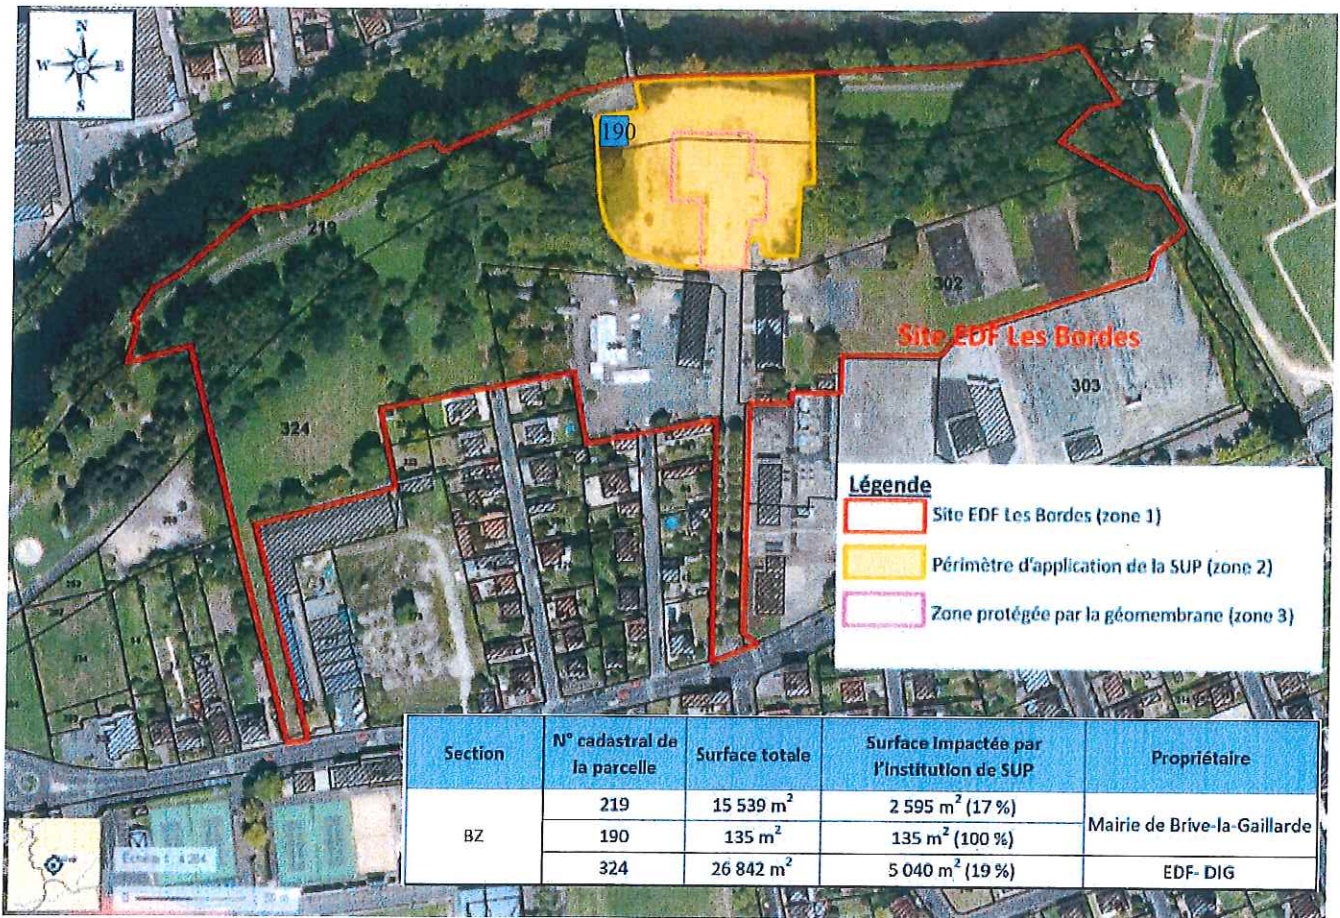 N
W E
S
190
219
302
Site EDF Les Bordes
303
324
Légende
Site EDF Les Bordes (zone 1)
Périmètre d'application de la SUP (zone 2)
Zone protégée par la géomembrane (zone 3)
Section N° cadastral de la parcelle Surface totale Surface Impactée par l'Institution de SUP Propriétaire
BZ 219 15 539 m² 2 595 m² (17 %) Mairie de Brive-la-Gaillarde
190 135 m² 135 m² (100 %)
324 26 842 m² 5 040 m² (19 %) EDF- DIG